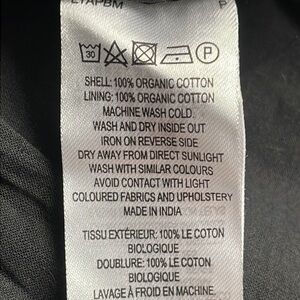 P
30
P
SHELL: 100% ORGANIC COTTON
LINING: 100% ORGANIC COTTON
MACHINE WASH COLD.
WASH AND DRY INSIDE OUT
IRON ON REVERSE SIDE
DRY AWAY FROM DIRECT SUNLIGHT
WASH WITH SIMILAR COLOURS
AVOID CONTACT WITH LIGHT
COLOURED FABRICS AND UPHOLSTERY
MADE IN INDIA
TISSU EXTÉRIEUR: 100% LE COTON
BIOLOGIQUE
DOUBLURE: 100% LE COTON
BIOLOGIQUE
LAVAGE À FROID EN MACHINE.